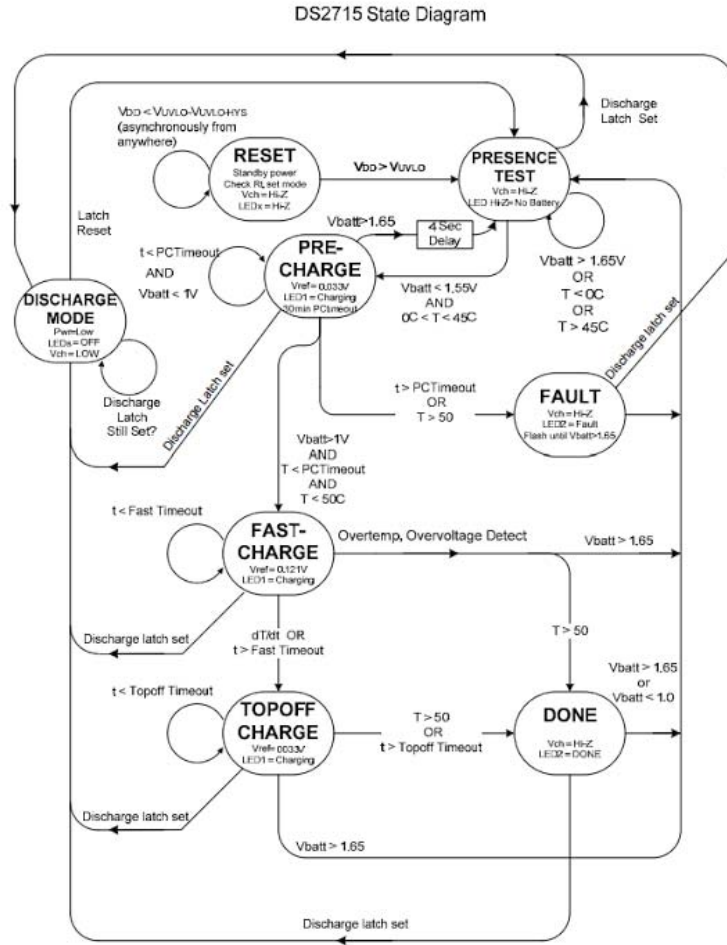 DS2715 State Diagram
Discharge
Latch Set
VDD < VUVLO-VUVLO-HYS
(asynchronously from
anywhere)
RESET
Standby power
Check Rt, set mode
Vch = Hi-Z
LEDx = Hi-Z
VDD > VUVLO
PRESENCE
TEST
Vch = Hi-Z
LED Hi-Z= No Battery
Latch
Reset
Vbatt>1.65
4 Sec
Delay
t < PCTimeout
AND
Vbatt < 1V
PRE-
CHARGE
Vref = 0.033V
LED1 = Charging
30min PCtimeout
Vbatt < 1.55V
AND
0C < T < 45C
Vbatt > 1.65V
OR
T < 0C
OR
T > 45C
DISCHARGE
MODE
Pwr=Low
LEDs = OFF
Vch = LOW
Discharge
Latch
Still Set?
Discharge Latch set
Discharge latch set
t > PCTimeout
OR
T > 50
FAULT
Vch = Hi-Z
LED2 = Fault
Flash until Vbatt>1.65
Vbatt>1V
AND
T < PCTimeout
AND
T < 50C
t < Fast Timeout
FAST-
CHARGE
Vref = 0.121V
LED1 = Charging
Overtemp, Overvoltage Detect
Vbatt > 1.65
Discharge latch set
dT/dt OR
t > Fast Timeout
T > 50
Vbatt > 1.65
or
Vbatt < 1.0
t < Topoff Timeout
TOPOFF
CHARGE
Vref= 0033V
LED1 = Charging
T > 50
OR
t > Topoff Timeout
DONE
Vch = Hi-Z
LED2 = DONE
Discharge latch set
Vbatt > 1.65
Discharge latch set